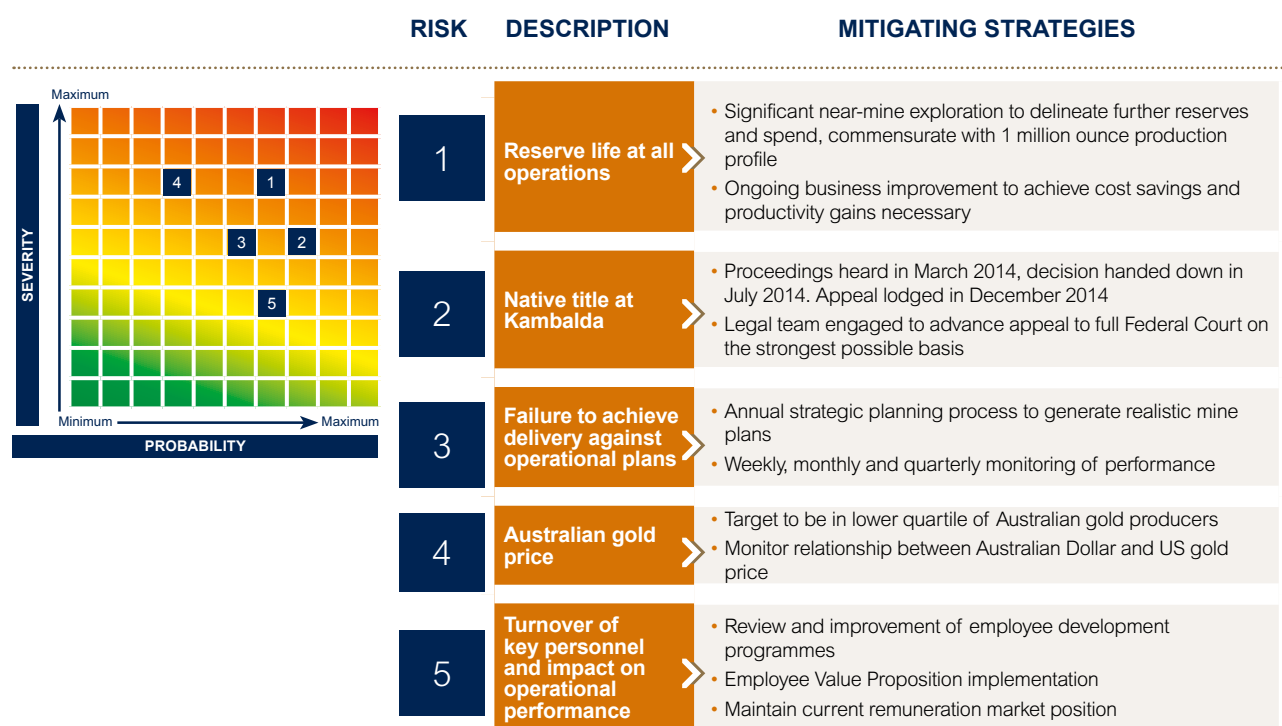 RISK DESCRIPTION MITIGATING STRATEGIES
Maximum
SEVERITY
4 1
3 2
5
Minimum Maximum
PROBABILITY
1
Reserve life at all
operations
• Significant near-mine exploration to delineate further reserves
and spend, commensurate with 1 million ounce production
profile
• Ongoing business improvement to achieve cost savings and
productivity gains necessary
2
Native title at
Kambalda
• Proceedings heard in March 2014, decision handed down in
July 2014. Appeal lodged in December 2014
• Legal team engaged to advance appeal to full Federal Court on
the strongest possible basis
3
Failure to achieve
delivery against
operational plans
• Annual strategic planning process to generate realistic mine
plans
• Weekly, monthly and quarterly monitoring of performance
4
Australian gold
price
• Target to be in lower quartile of Australian gold producers
• Monitor relationship between Australian Dollar and US gold
price
5
Turnover of
key personnel
and impact on
operational
performance
• Review and improvement of employee development
programmes
• Employee Value Proposition implementation
• Maintain current remuneration market position